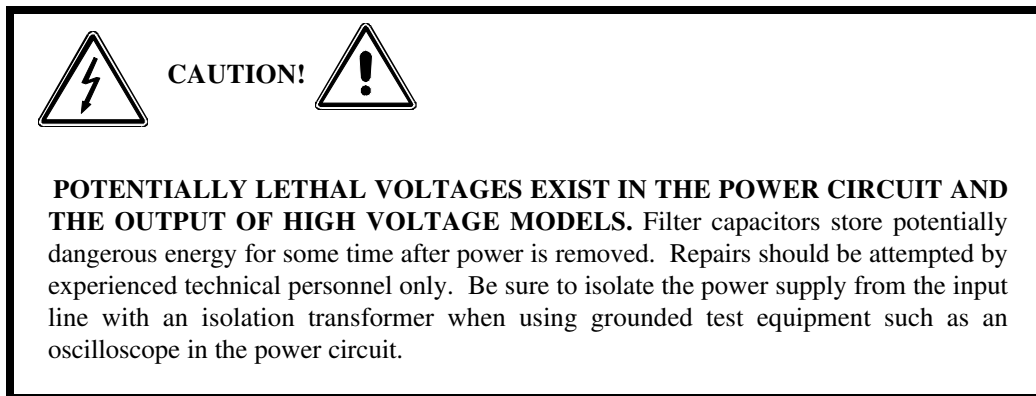 CAUTION!
POTENTIALLY LETHAL VOLTAGES EXIST IN THE POWER CIRCUIT AND
THE OUTPUT OF HIGH VOLTAGE MODELS. Filter capacitors store potentially
dangerous energy for some time after power is removed. Repairs should be attempted by
experienced technical personnel only. Be sure to isolate the power supply from the input
line with an isolation transformer when using grounded test equipment such as an
oscilloscope in the power circuit.